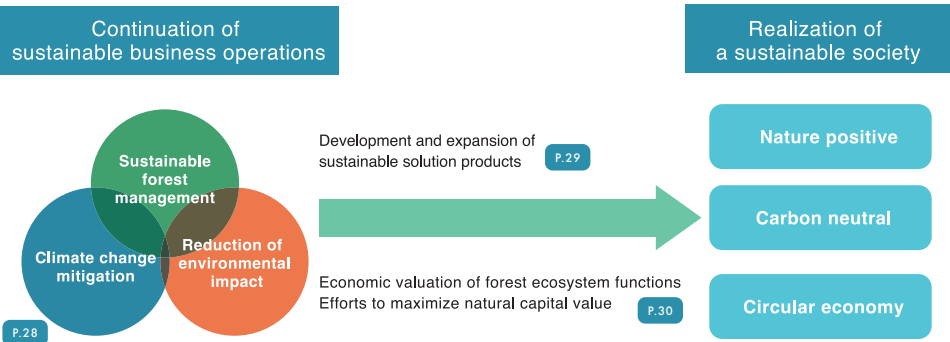 Continuation of
sustainable business operations
Realization of
a sustainable society
Sustainable
forest
management
Climate change
mitigation
Reduction of
environmental
impact
P.28
Development and expansion of
sustainable solution products
P.29
Economic valuation of forest ecosystem functions
Efforts to maximize natural capital value
P.30
Nature positive
Carbon neutral
Circular economy